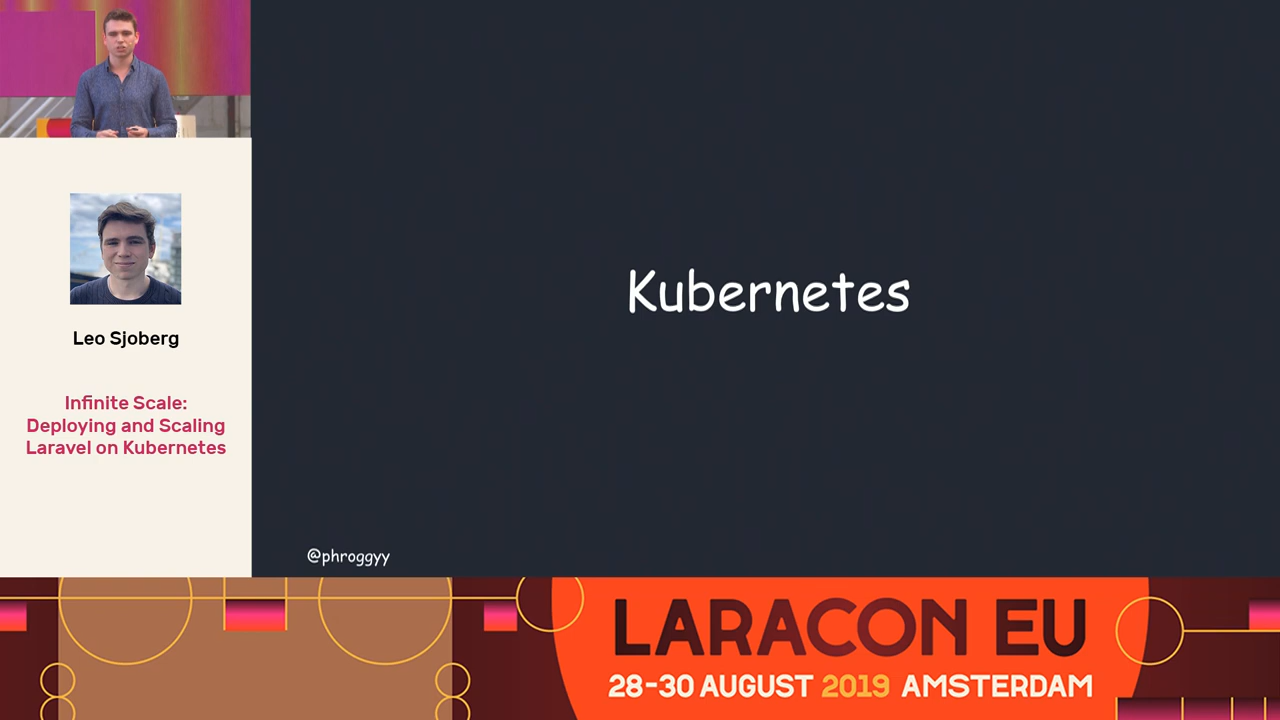 Leo Sjoberg
Infinite Scale:
Deploying and Scaling
Laravel on Kubernetes
Kubernetes
@phroggyy
LARACON EU
28-30 AUGUST 2019 AMSTERDAM